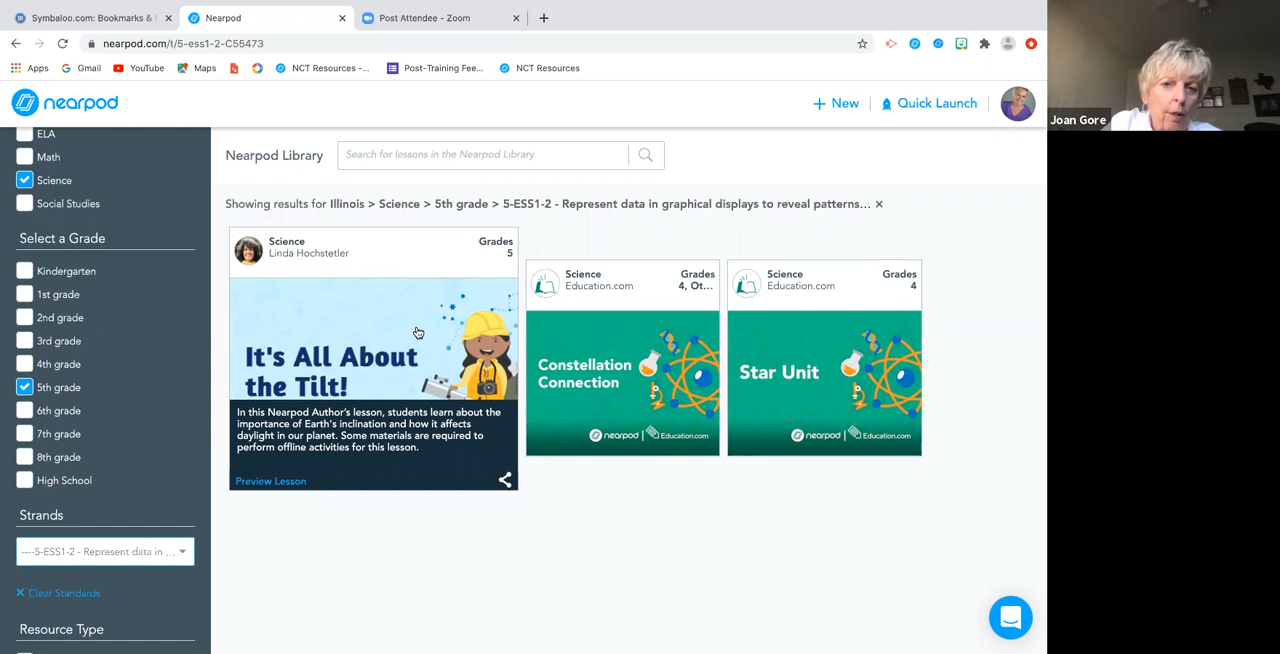 Symbaloo.com: Bookmarks & F
Nearpod
Post Attendee - Zoom
nearpod.com/t/5-ess1-2-C55473
Apps
Gmail
YouTube
Maps
NCT Resources -...
Post-Training Fee...
NCT Resources
nearpod
+ New
Quick Launch
Joan Gore
ELA
Math
Science
Social Studies
Select a Grade
Kindergarten
1st grade
2nd grade
3rd grade
4th grade
5th grade
6th grade
7th grade
8th grade
High School
Strands
----5-ESS1-2 - Represent data in ...
× Clear Standards
Resource Type
Nearpod Library
Search for lessons in the Nearpod Library
Showing results for Illinois > Science > 5th grade > 5-ESS1-2 - Represent data in graphical displays to reveal patterns... ×
Science
Linda Hochstetler
Grades
5
It's All About
the Tilt!
In this Nearpod Author's lesson, students learn about the
importance of Earth's inclination and how it affects
daylight in our planet. Some materials are required to
perform offline activities for this lesson.
Preview Lesson
Science
Education.com
Grades
4, Ot...
Constellation
Connection
nearpod | Education.com
Science
Education.com
Grades
4
Star Unit
nearpod | Education.com